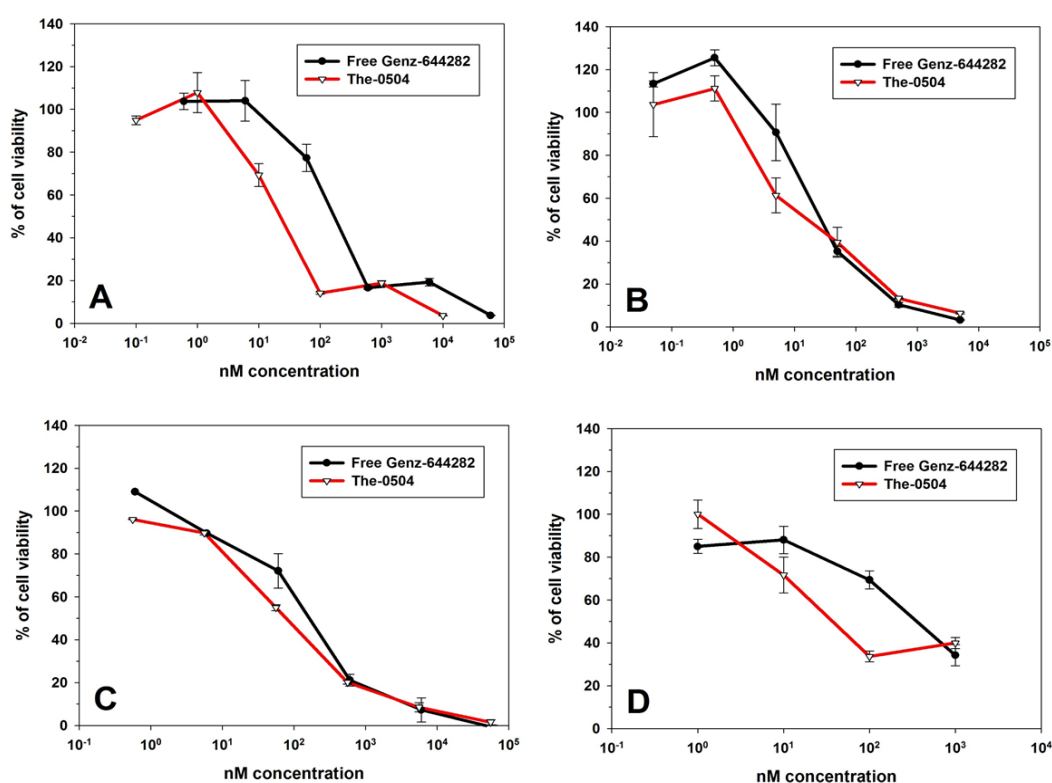 140
120
100
80
60
40
20
0
% of cell viability
Free Genz-644282
The-0504
A
10-2 10-1 100 101 102 103 104 105
nM concentration
140
120
100
80
60
40
20
0
% of cell viability
Free Genz-644282
The-0504
B
10-2 10-1 100 101 102 103 104 105
nM concentration
140
120
100
80
60
40
20
0
% of cell viability
Free Genz-644282
The-0504
C
10-1 100 101 102 103 104 105
nM concentration
140
120
100
80
60
40
20
0
% of cell viability
Free Genz-644282
The-0504
D
10-1 100 101 102 103 104
nM concentration